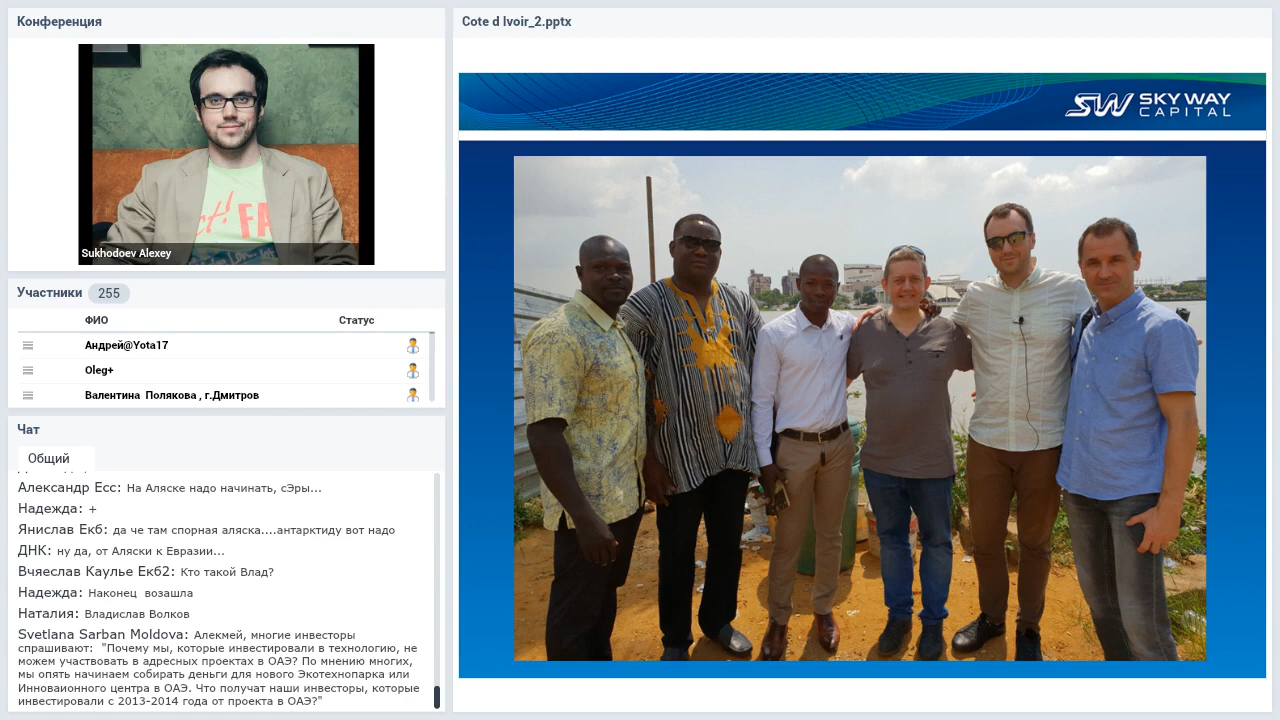 Конференция
Sukhodoev Alexey
Участники 255
ФИО Статус
Андрей@Yota17
Oleg+
Валентина Полякова , г.Дмитров
Чат
Общий
Александр Есс: На Аляске надо начинать, сЭры...
Надежда: +
Янислав Екб: да че там спорная аляска....антарктиду вот надо
ДНК: ну да, от Аляски к Евразии...
Вчяеслав Каулье Екб2: Кто такой Влад?
Надежда: Наконец возашла
Наталия: Владислав Волков
Svetlana Sarban Moldova: Алекмей, многие инвесторы
спрашивают: "Почему мы, которые инвестировали в технологию, не
можем участвовать в адресных проектах в ОАЭ? По мнению многих,
мы опять начинаем собирать деньги для нового Экотехнопарка или
Инноваионного центра в ОАЭ. Что получат наши инвесторы, которые
инвестировали с 2013-2014 года от проекта в ОАЭ?"
Cote d Ivoir_2.pptx
SW SKY WAY
CAPITAL